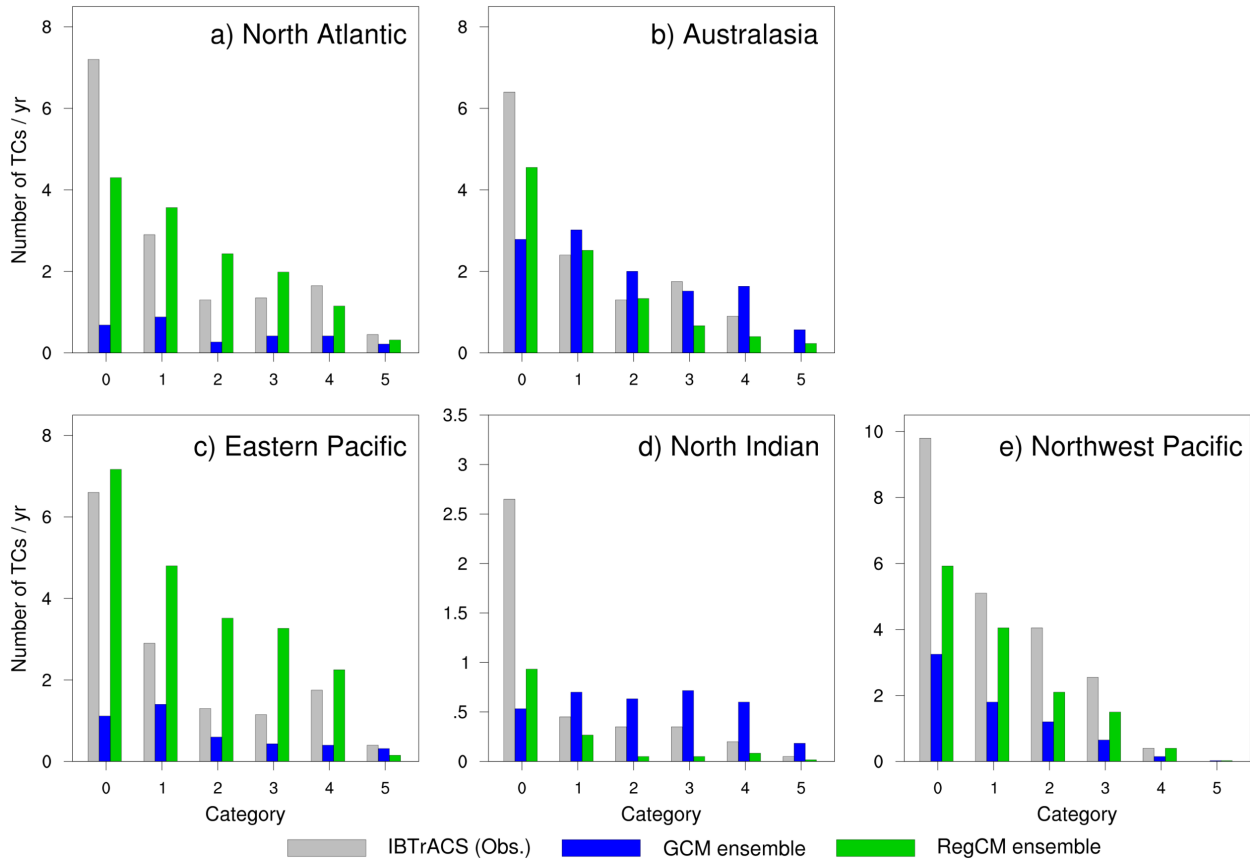 a) North Atlantic
Number of TCs / yr
8
6
4
2
0
0 1 2 3 4 5
b) Australasia
8
6
4
2
0
0 1 2 3 4 5
c) Eastern Pacific
Number of TCs / yr
8
6
4
2
0
0 1 2 3 4 5
Category
d) North Indian
3.5
3
2.5
2
1.5
1
.5
0
0 1 2 3 4 5
Category
e) Northwest Pacific
10
8
6
4
2
0
0 1 2 3 4 5
Category
IBTrACS (Obs.) GCM ensemble RegCM ensemble